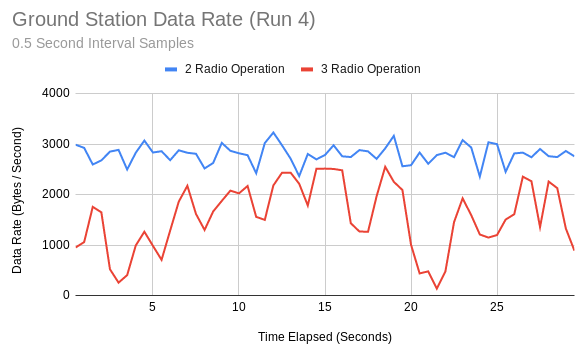 Ground Station Data Rate (Run 4)
0.5 Second Interval Samples
2 Radio Operation
3 Radio Operation
Data Rate (Bytes / Second)
4000
3000
2000
1000
0
5
10
15
20
25
Time Elapsed (Seconds)